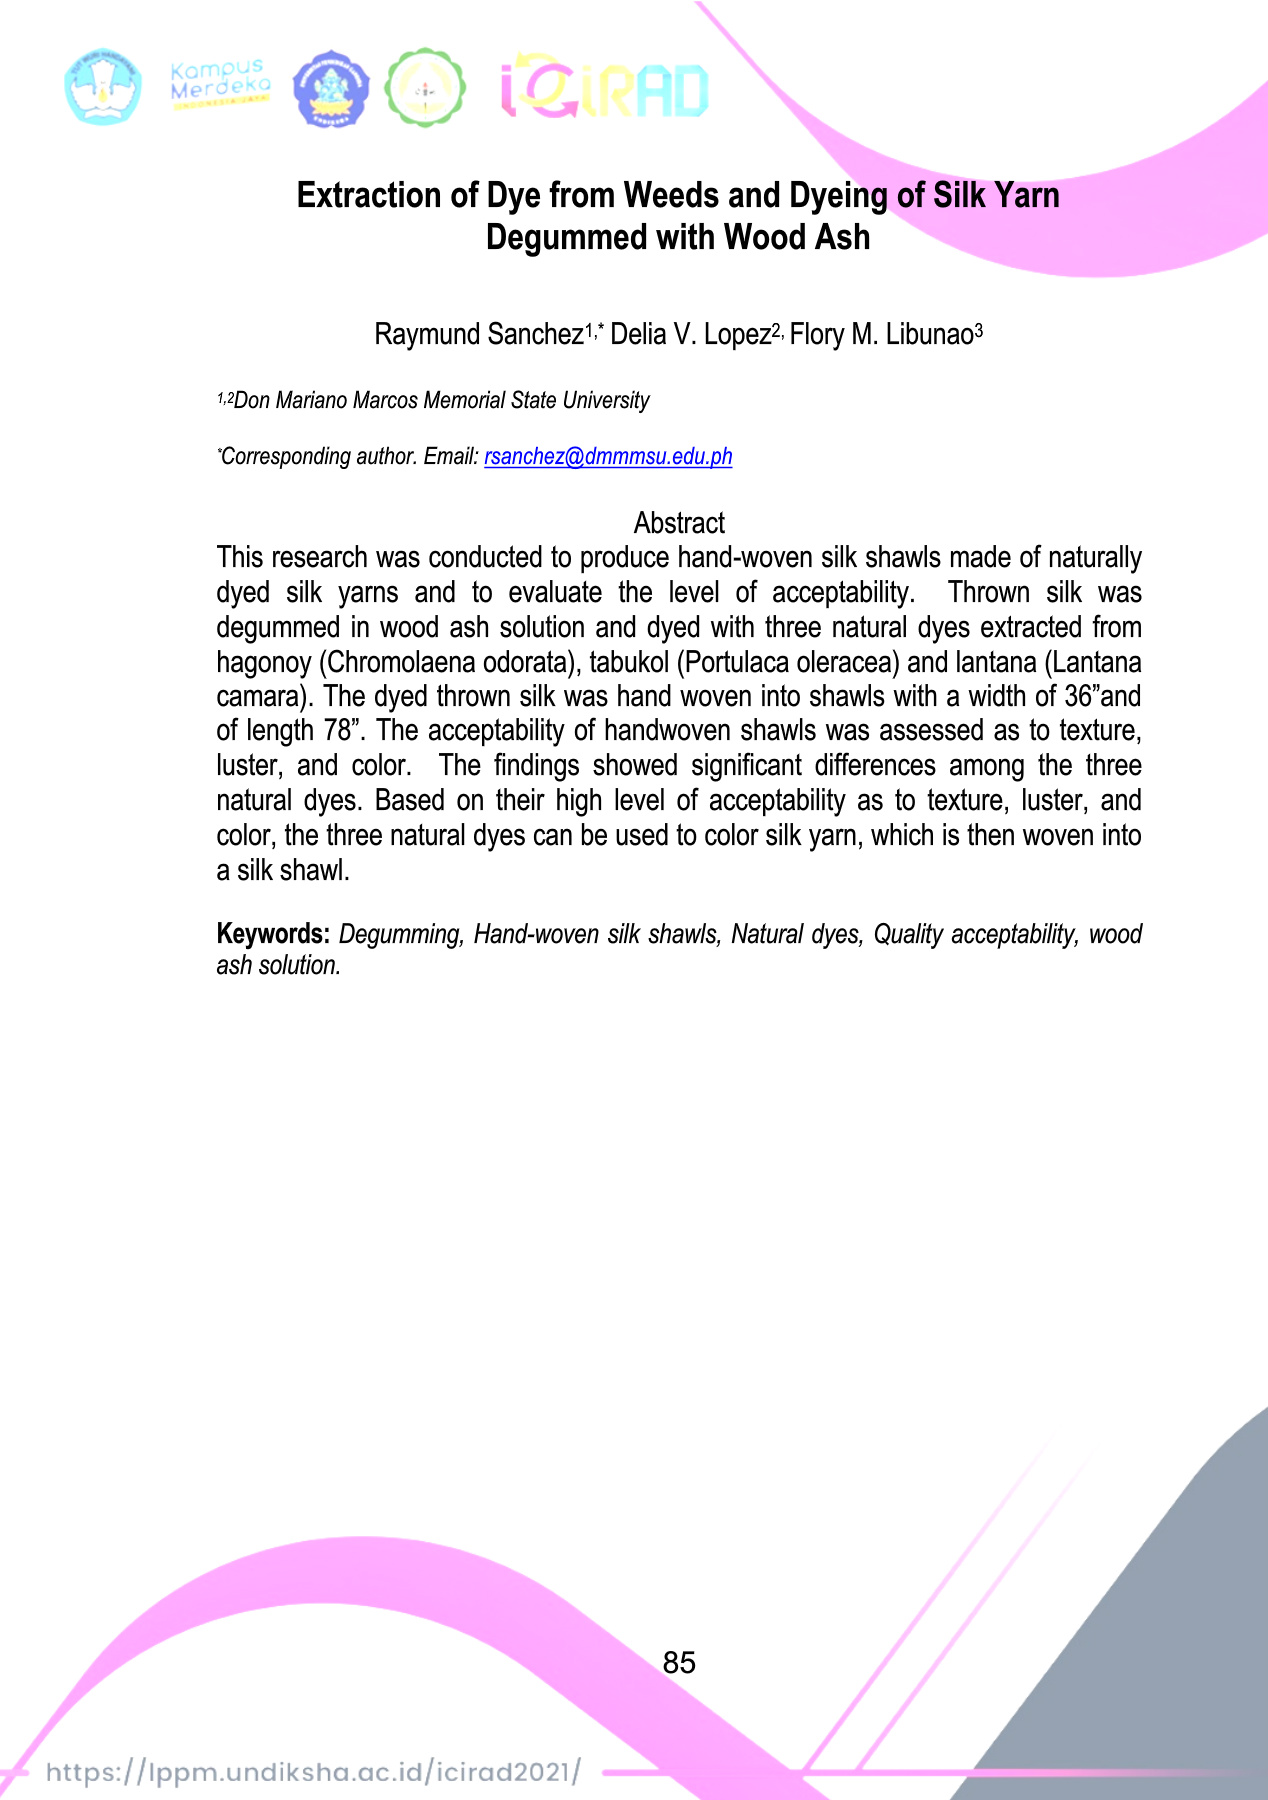 Kampus
Merdeka
INDONESIA JAYA
iCiRAD
Extraction of Dye from Weeds and Dyeing of Silk Yarn
Degummed with Wood Ash
Raymund Sanchez1,* Delia V. Lopez2, Flory M. Libunao3
1,2Don Mariano Marcos Memorial State University
*Corresponding author. Email: rsanchez@dmmmsu.edu.ph
Abstract
This research was conducted to produce hand-woven silk shawls made of naturally
dyed silk yarns and to evaluate the level of acceptability. Thrown silk was
degummed in wood ash solution and dyed with three natural dyes extracted from
hagonoy (Chromolaena odorata), tabukol (Portulaca oleracea) and lantana (Lantana
camara). The dyed thrown silk was hand woven into shawls with a width of 36”and
of length 78”. The acceptability of handwoven shawls was assessed as to texture,
luster, and color. The findings showed significant differences among the three
natural dyes. Based on their high level of acceptability as to texture, luster, and
color, the three natural dyes can be used to color silk yarn, which is then woven into
a silk shawl.
Keywords: Degumming, Hand-woven silk shawls, Natural dyes, Quality acceptability, wood
ash solution.
85
https://lppm.undiksha.ac.id/icirad2021/